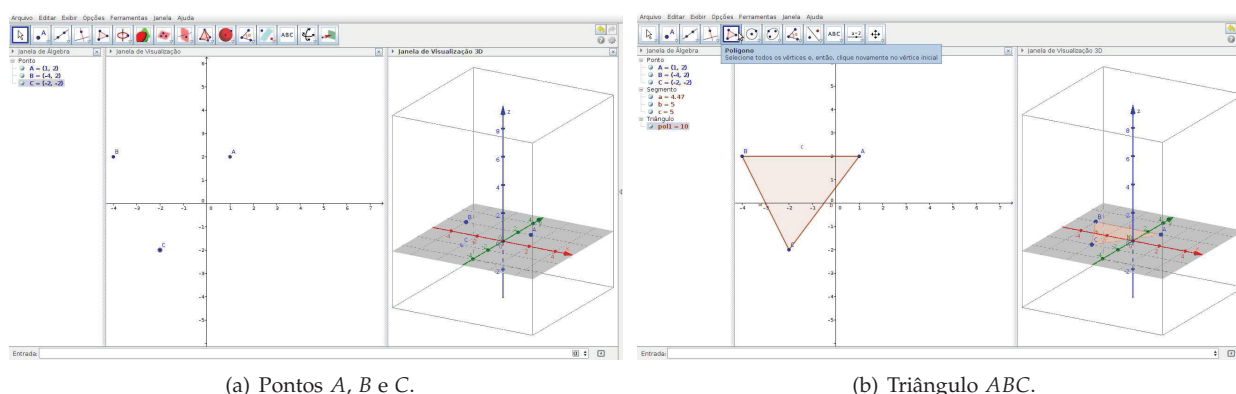 Arquivo Editar Exibir Opções Ferramentas Janela Ajuda
ABC
Janela de Álgebra
Janela de Visualização
Janela de Visualização 3D
Ponto
A = (1, 2)
B = (-4, 2)
C = (-2, -2)
B
A
C
Entrada:
(a) Pontos A, B e C.
Arquivo Editar Exibir Opções Ferramentas Janela Ajuda
ABC
a=2
Polígono
Selecione todos os vértices e, então, clique novamente no vértice inicial
Janela de Álgebra
Janela de Visualização 3D
Ponto
A = (1, 2)
B = (-4, 2)
C = (-2, -2)
Segmento
a = 4.47
b = 5
c = 5
Triângulo
pol1 = 10
B
c
A
Entrada:
(b) Triângulo ABC.